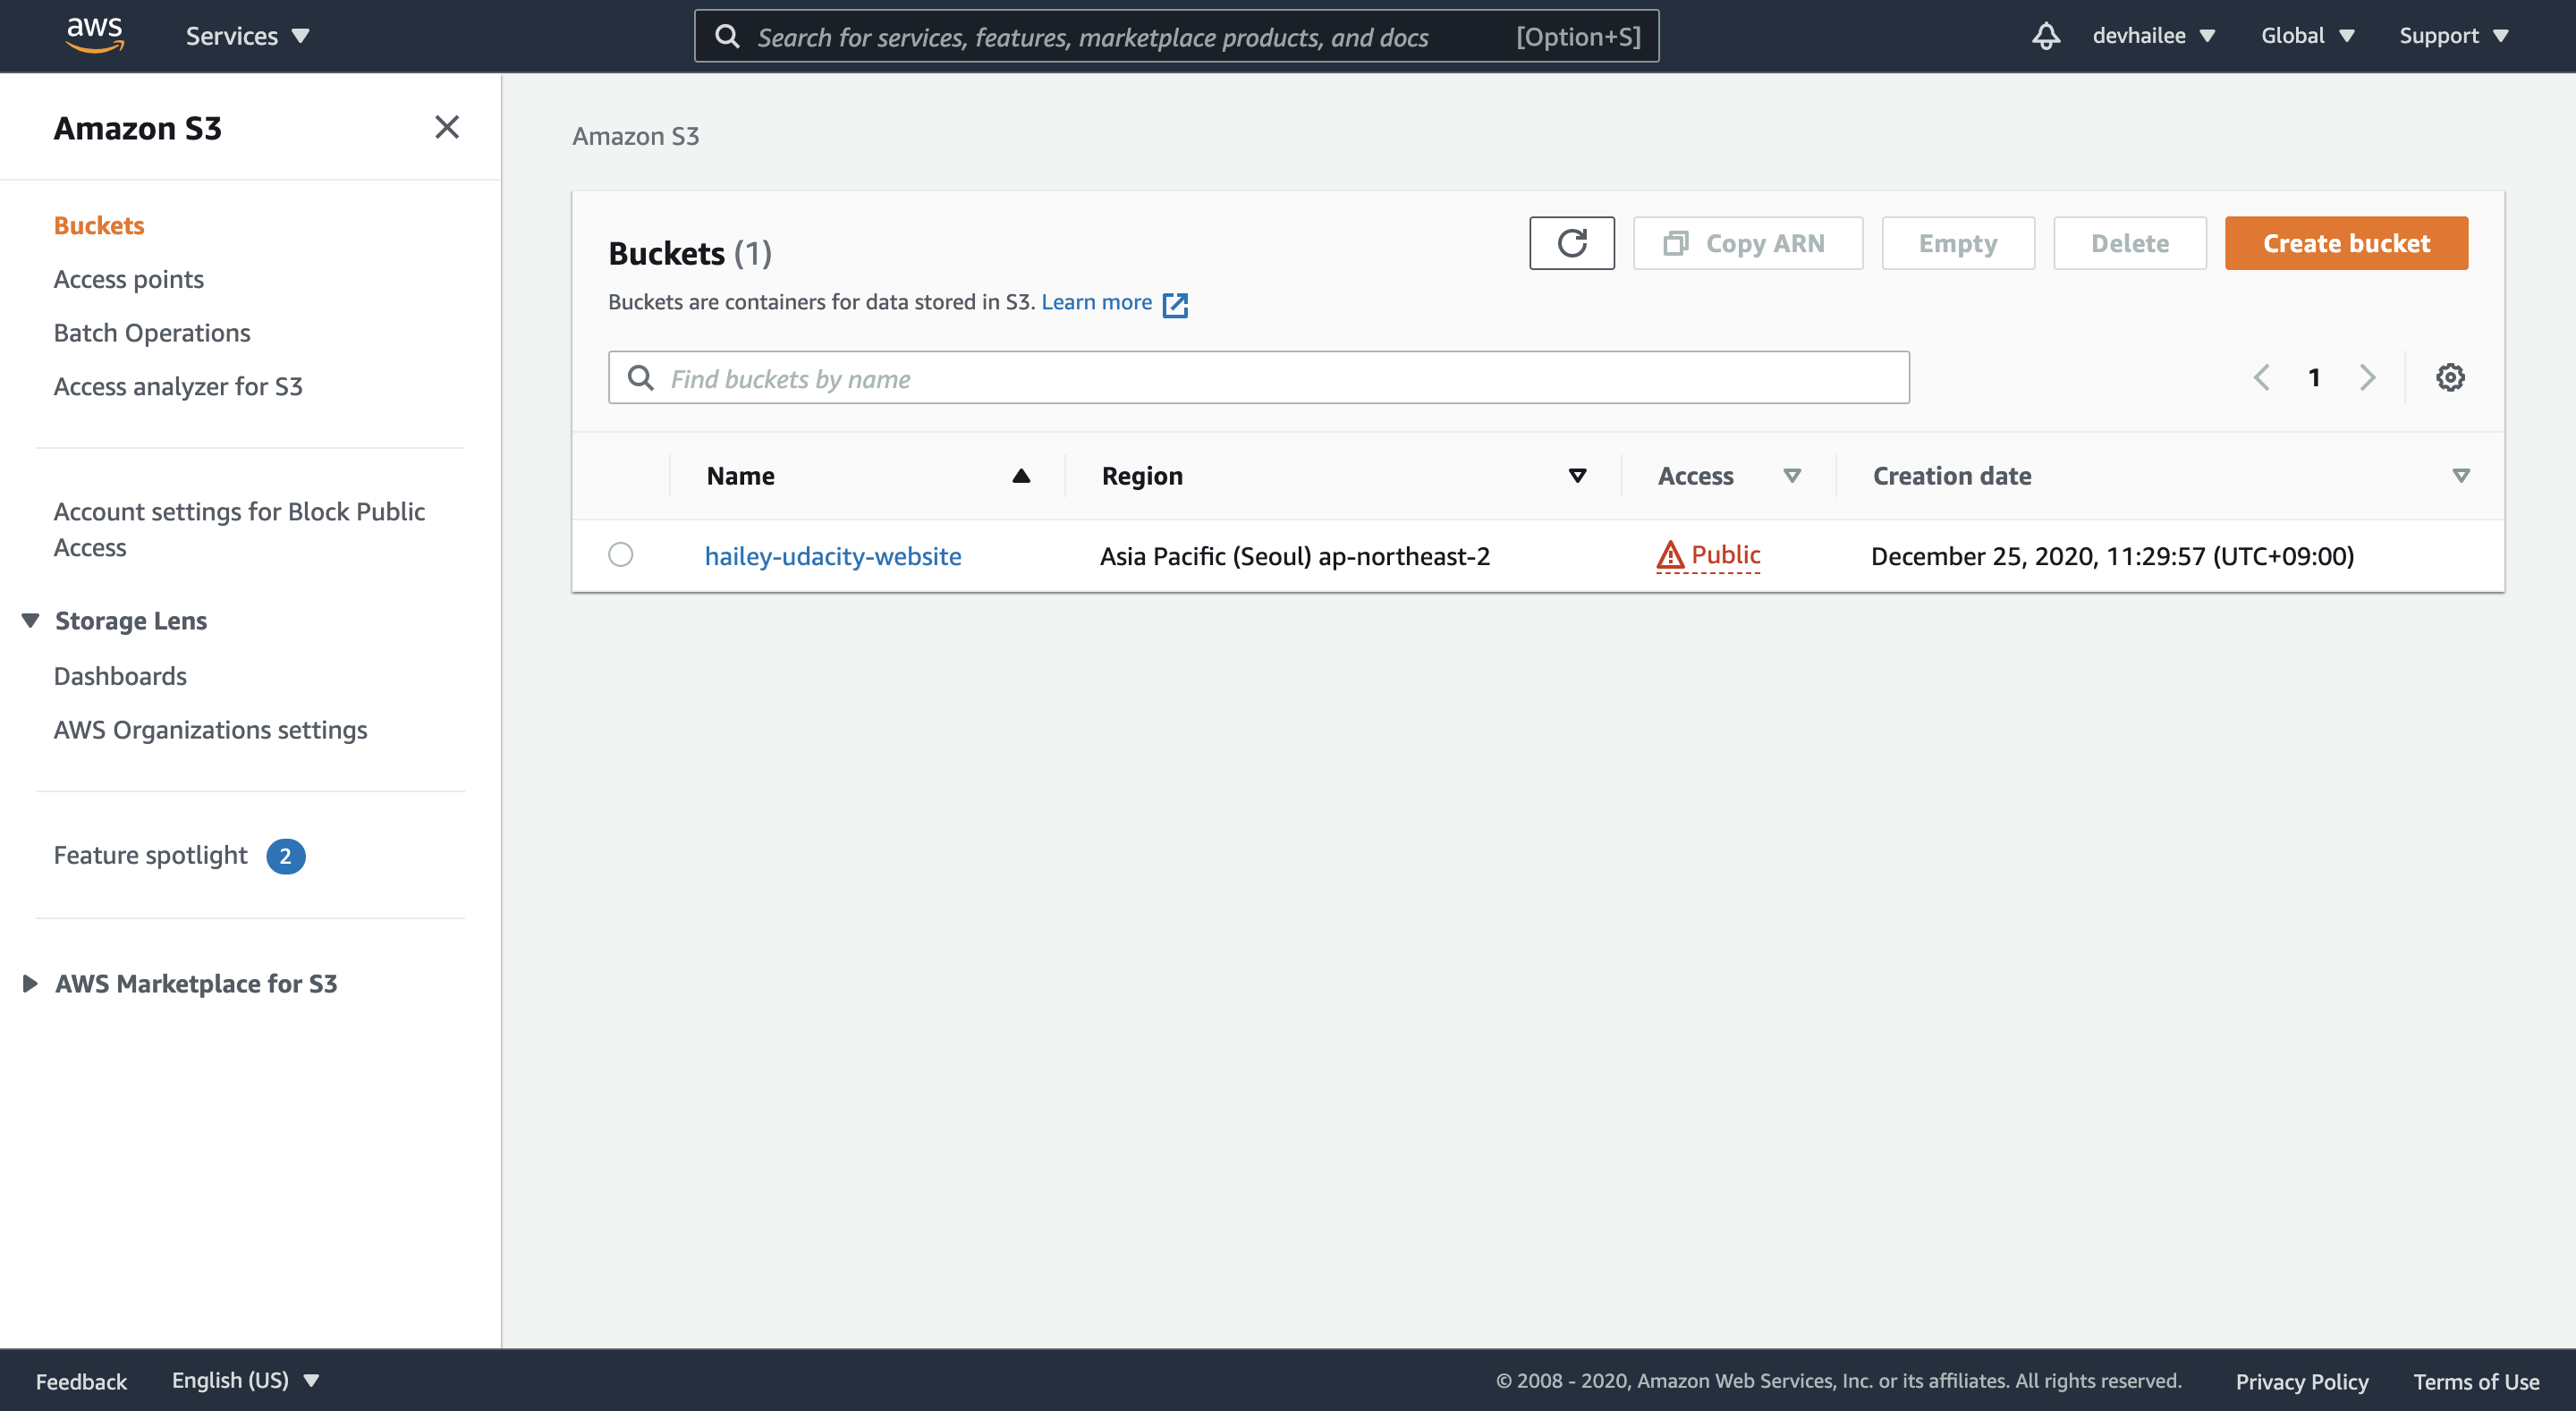 aws
Services
Search for services, features, marketplace products, and docs [Option+S]
devhailee
Global
Support
Amazon S3
Buckets
Access points
Batch Operations
Access analyzer for S3
Account settings for Block Public
Access
Storage Lens
Dashboards
AWS Organizations settings
Feature spotlight 2
AWS Marketplace for S3
Amazon S3
Buckets (1)
Copy ARN
Empty
Delete
Create bucket
Buckets are containers for data stored in S3. Learn more
Find buckets by name
1
Name Region Access Creation date
hailey-udacity-website Asia Pacific (Seoul) ap-northeast-2 Public December 25, 2020, 11:29:57 (UTC+09:00)
Feedback
English (US)
© 2008 - 2020, Amazon Web Services, Inc. or its affiliates. All rights reserved.
Privacy Policy
Terms of Use